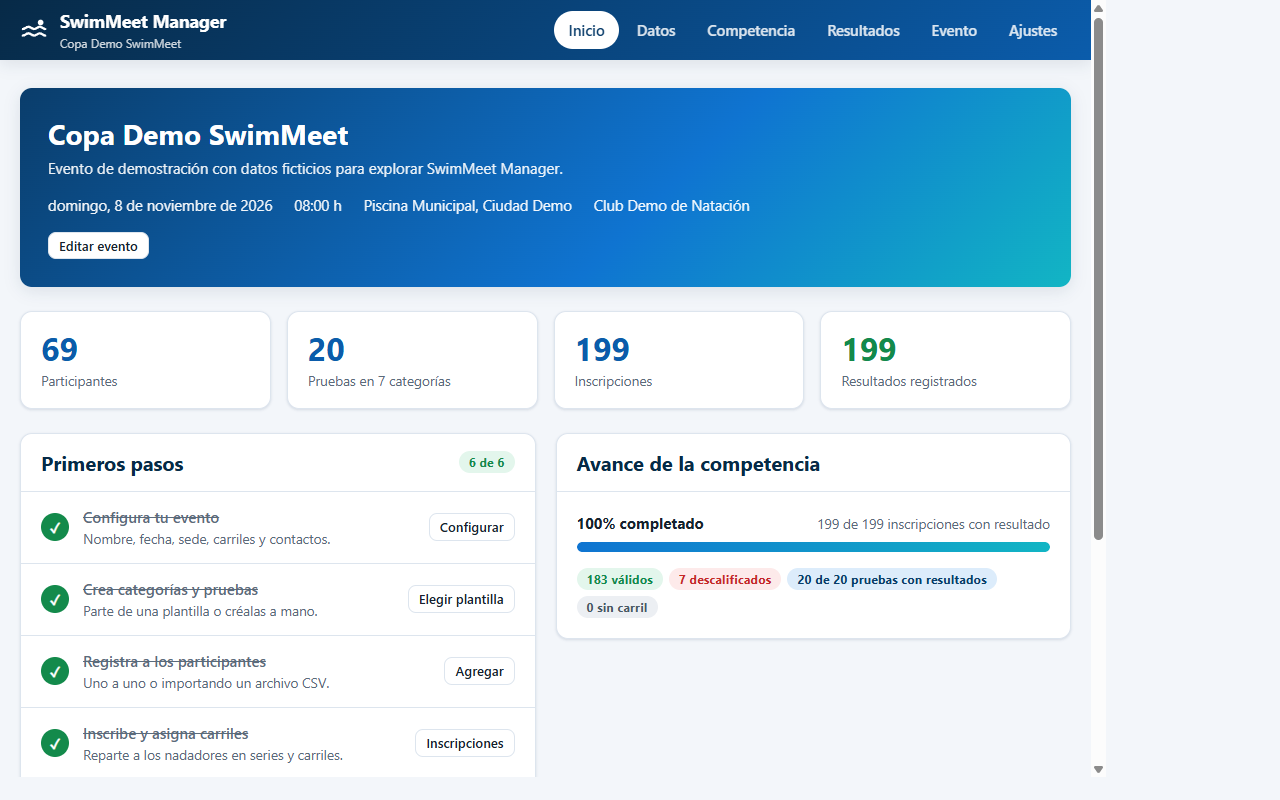 SwimMeet Manager
Copa Demo SwimMeet
Inicio
Datos
Competencia
Resultados
Evento
Ajustes
Copa Demo SwimMeet
Evento de demostración con datos ficticios para explorar SwimMeet Manager.
domingo, 8 de noviembre de 2026 08:00 h Piscina Municipal, Ciudad Demo Club Demo de Natación
Editar evento
69
Participantes
20
Pruebas en 7 categorías
199
Inscripciones
199
Resultados registrados
Primeros pasos
6 de 6
Configura tu evento
Nombre, fecha, sede, carriles y contactos.
Configurar
Crea categorías y pruebas
Parte de una plantilla o créalas a mano.
Elegir plantilla
Registra a los participantes
Uno a uno o importando un archivo CSV.
Agregar
Inscribe y asigna carriles
Reparte a los nadadores en series y carriles.
Inscripciones
Avance de la competencia
100% completado
199 de 199 inscripciones con resultado
183 válidos
7 descalificados
20 de 20 pruebas con resultados
0 sin carril